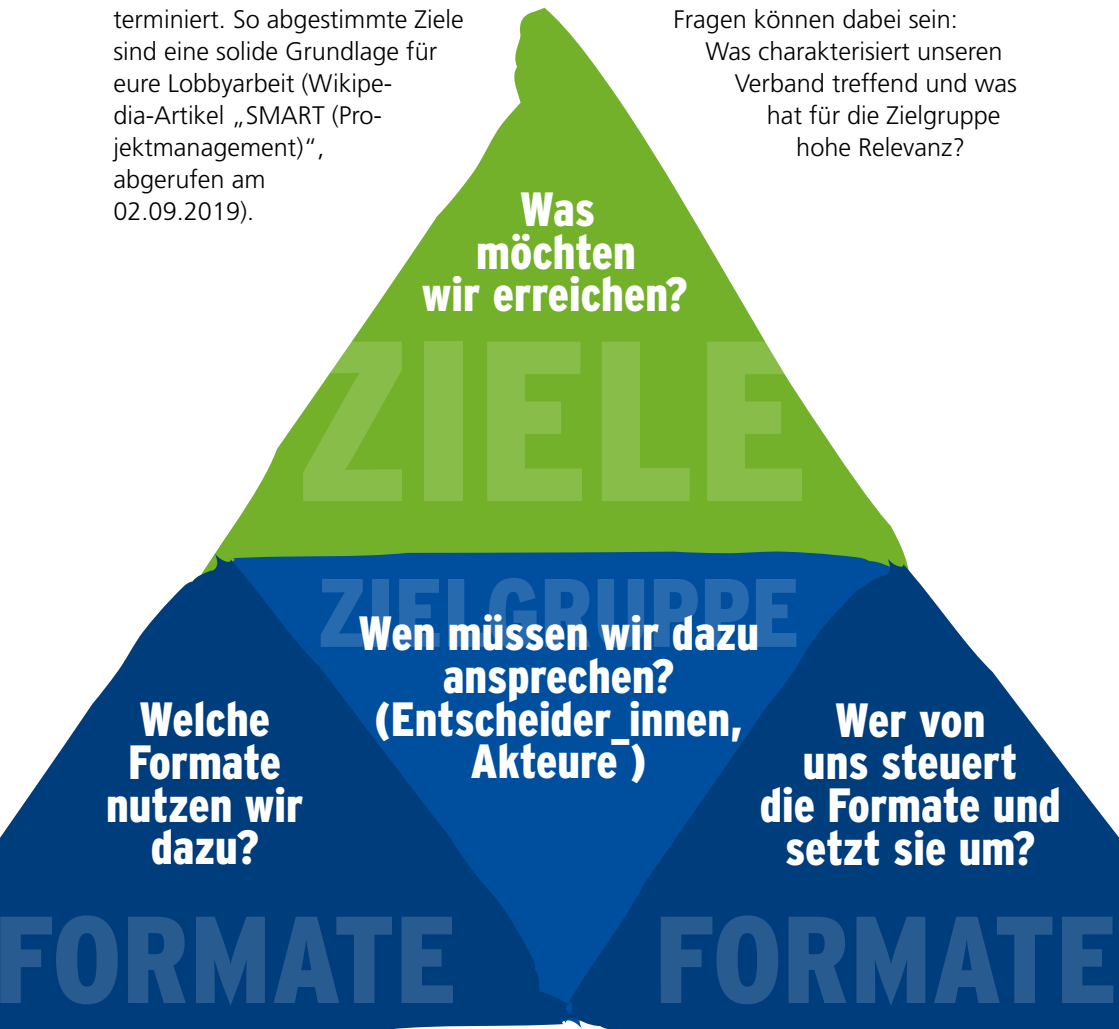 terminiert. So abgestimmte Ziele
sind eine solide Grundlage für
eure Lobbyarbeit (Wikipe-
dia-Artikel „SMART (Pro-
jektmanagement)“,
abgerufen am
02.09.2019).
Fragen können dabei sein:
Was charakterisiert unseren
Verband treffend und was
hat für die Zielgruppe
hohe Relevanz?
Was
möchten
wir erreichen?
ZIELE
ZIELGRUPPE
Wen müssen wir dazu
ansprechen?
(Entscheider_innen,
Akteure )
Welche
Formate
nutzen wir
dazu?
FORMATE
Wer von
uns steuert
die Formate und
setzt sie um?
FORMATE